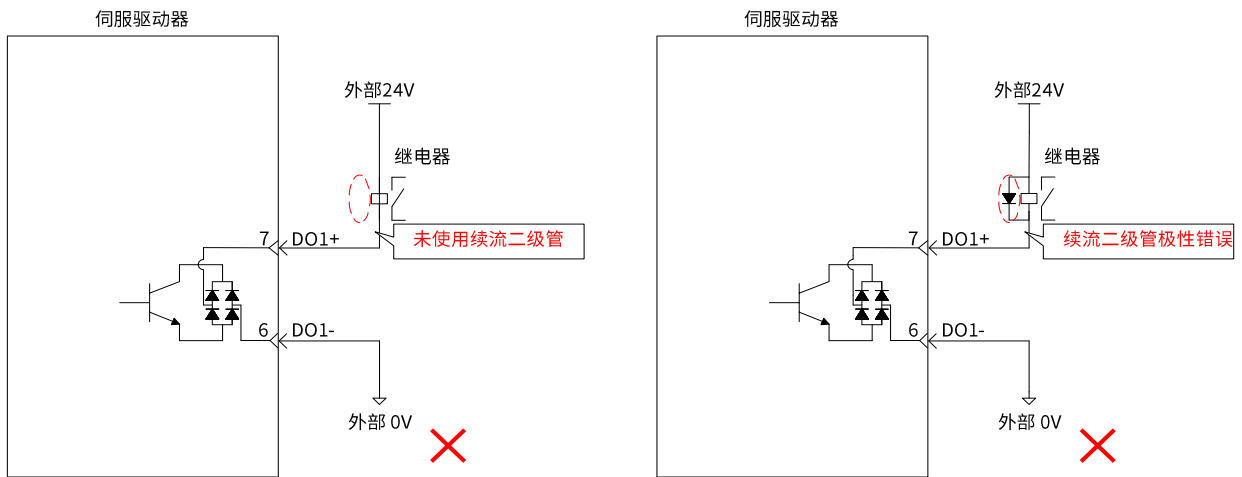 伺服驱动器
外部24V
继电器
未使用续流二级管
7
DO1+
6
DO1-
外部 0V
伺服驱动器
外部24V
继电器
续流二级管极性错误
7
DO1+
6
DO1-
外部 0V